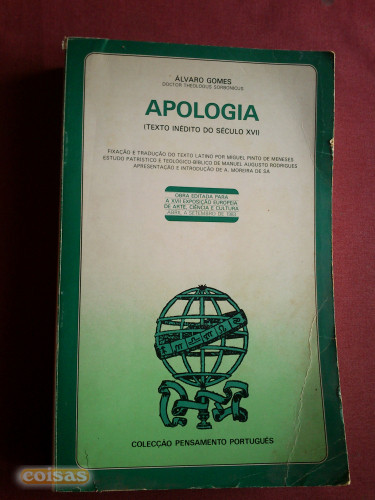 ÁLVARO GOMES
DOCTOR THEOLOGUS SORBONICUS
APOLOGIA
(TEXTO INÉDITO DO SÉCULO XVI)
FIXAÇÃO E TRADUÇÃO DO TEXTO LATINO POR MIGUEL PINTO DE MENESES
ESTUDO PATRÍSTICO E TEOLÓGICO BÍBLICO DE MANUEL AUGUSTO RODRIGUES
APRESENTAÇÃO E INTRODUÇÃO DE A. MOREIRA DE SÁ
OBRA EDITADA PARA
A XVII EXPOSIÇÃO EUROPEIA
DE ARTE, CIÊNCIA E CULTURA
ABRIL A SETEMBRO DE 1983
COLECÇÃO PENSAMENTO PORTUGUÊS
coisas